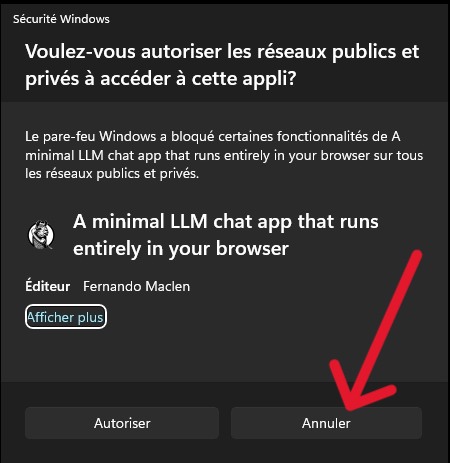 Sécurité Windows
Voulez-vous autoriser les réseaux publics et
privés à accéder à cette appli?
Le pare-feu Windows a bloqué certaines fonctionnalités de A
minimal LLM chat app that runs entirely in your browser sur tous
les réseaux publics et privés.
A minimal LLM chat app that runs
entirely in your browser
Éditeur Fernando Maclen
Afficher plus
Autoriser Annuler